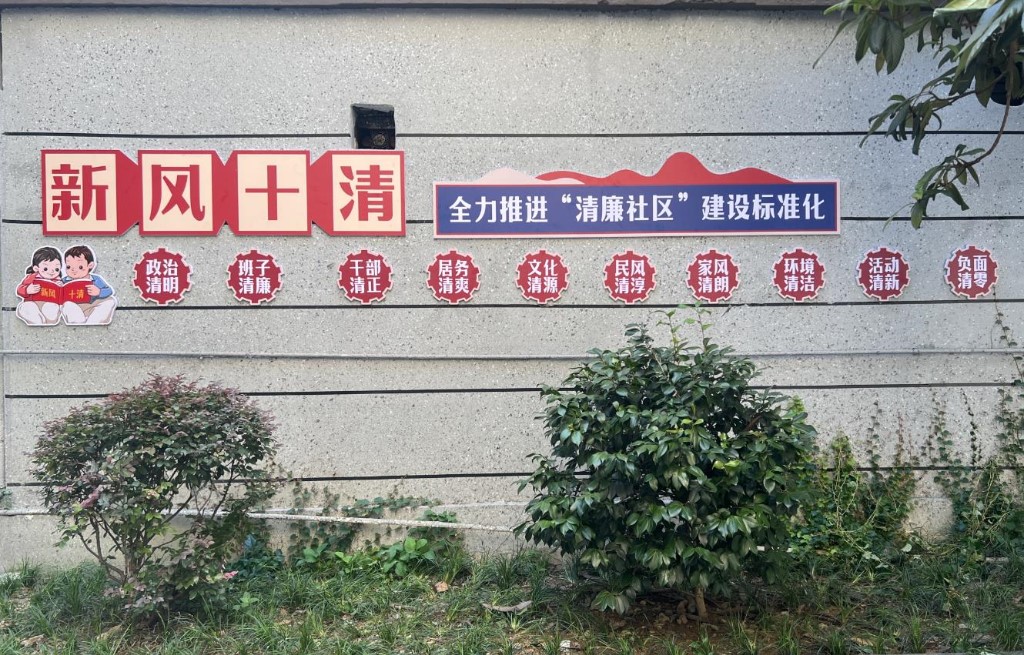 新风十清
全力推进“清廉社区”建设标准化
新风 十清
政治
清明
班子
清廉
干部
清正
居务
清爽
文化
清源
民风
清淳
家风
清朗
环境
清洁
活动
清新
负面
清零